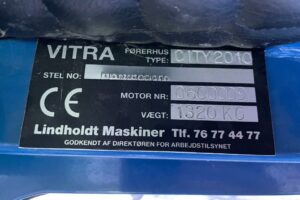 VITRA FØRERHUS TYPE: CITY2010
STEL NO
CE MOTOR NR:
VÆGT: 1320 KG
Lindholdt Maskiner Tlf. 76 77 44 77
GODKENDT AF DIREKTØREN FOR ARBEJDSTILSYNET